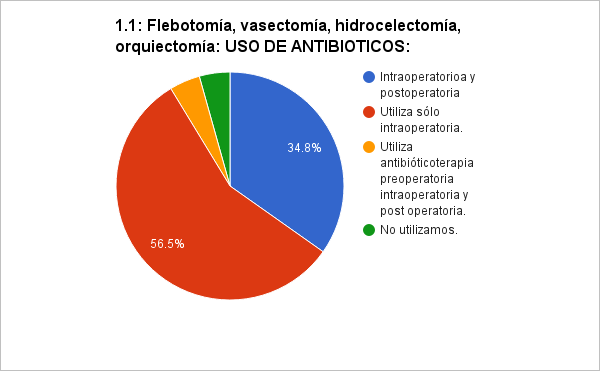 1.1: Flebotomía, vasectomía, hidrocelectomía,
orquiectomía: USO DE ANTIBIOTICOS:
Intraoperatorioa y
postoperatoria
Utiliza sólo
intraoperatoria.
Utiliza
antibióticoterapia
preoperatoria
intraoperatoria y
post operatoria.
No utilizamos.
34.8%
56.5%